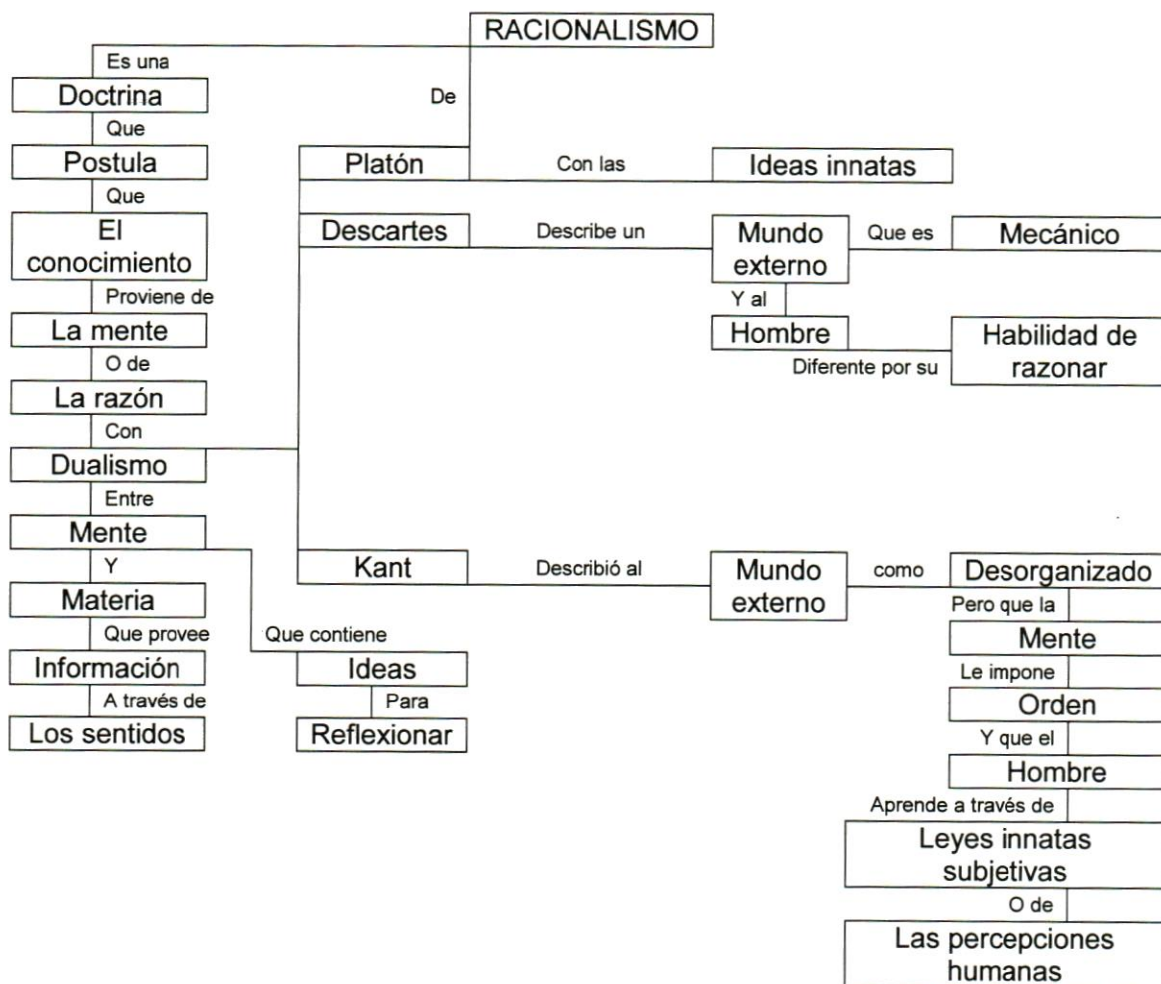 RACIONALISMO
Es una
Doctrina
De
Que
Postula
Platón
Con las
Ideas innatas
Que
El
conocimiento
Descartes
Describe un
Mundo
externo
Que es
Mecánico
Proviene de
Y al
La mente
Hombre
Habilidad de
razonar
O de
Diferente por su
La razón
Con
Dualismo
Entre
Mente
Kant
Describió al
Mundo
externo
como
Desorganizado
Y
Pero que la
Materia
Mente
Que provee
Que contiene
Le impone
Información
Ideas
Orden
A través de
Para
Y que el
Los sentidos
Reflexionar
Hombre
Aprende a través de
Leyes innatas
subjetivas
O de
Las percepciones
humanas